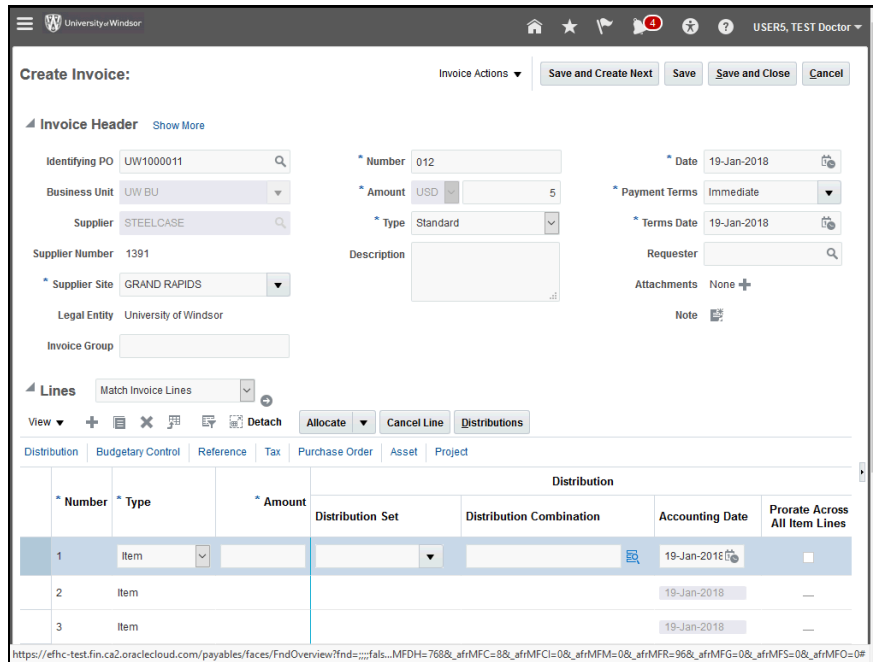 University of Windsor
4
USER5, TEST Doctor
Create Invoice:
Invoice Actions
Save and Create Next
Save
Save and Close
Cancel
Invoice Header
Show More
Identifying PO UW1000011
* Number 012
* Date 19-Jan-2018
Business Unit UW BU
* Amount USD 5
* Payment Terms Immediate
Supplier STEELCASE
* Type Standard
* Terms Date 19-Jan-2018
Supplier Number 1391
Description
Requester
* Supplier Site GRAND RAPIDS
Attachments None
Legal Entity University of Windsor
Note
Invoice Group
Lines Match Invoice Lines
View
Detach
Allocate
Cancel Line
Distributions
Distribution Budgetary Control Reference Tax Purchase Order Asset Project
Distribution
* Number * Type * Amount Distribution Set Distribution Combination Accounting Date Prorate Across
All Item Lines
1 Item 19-Jan-2018
2 Item 19-Jan-2018
3 Item 19-Jan-2018
https://efhc-test.fin.ca2.oraclecloud.com/payables/faces/FndOverview?fnd=;;;;fals...MFDH=768&_afrMFC=8&_afrMFCI=0&_afrMFM=0&_afrMFR=96&_afrMFG=0&_afrMFS=0&_afrMFO=0#